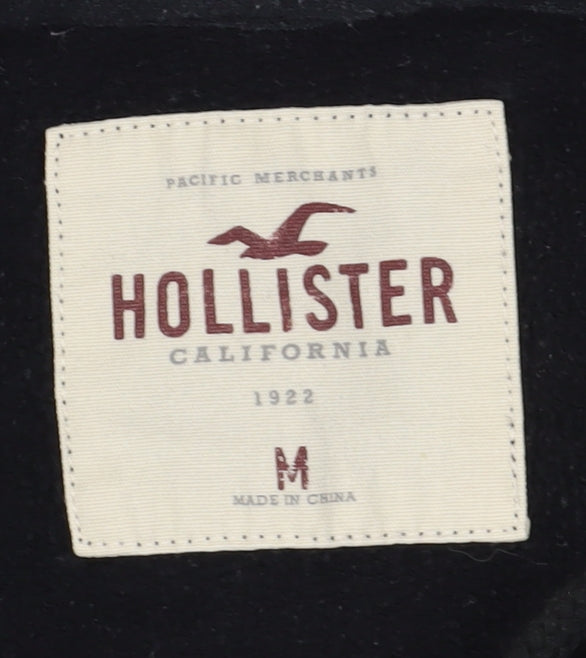 PACIFIC MERCHANTS
HOLLISTER
CALIFORNIA
1922
M
MADE IN CHINA